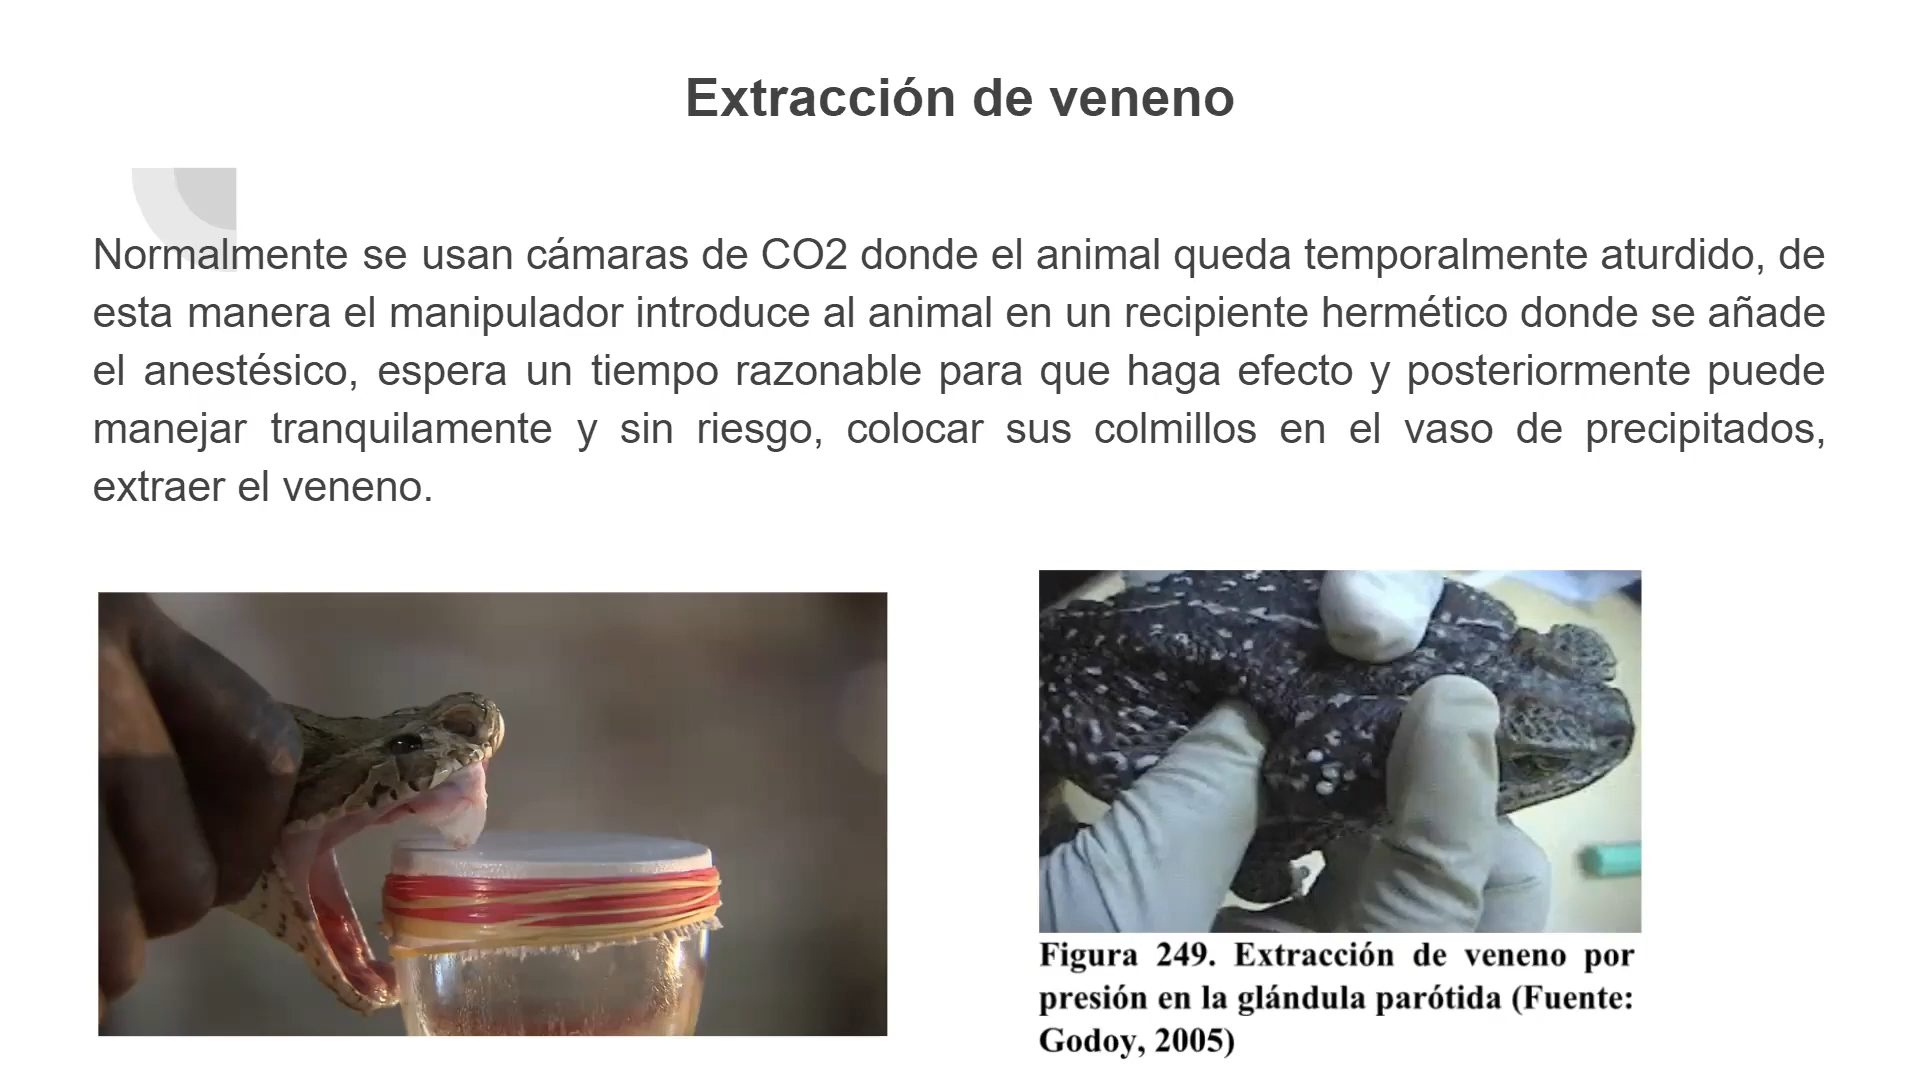 Extracción de veneno
Normalmente se usan cámaras de CO2 donde el animal queda temporalmente aturdido, de
esta manera el manipulador introduce al animal en un recipiente hermético donde se añade
el anestésico, espera un tiempo razonable para que haga efecto y posteriormente puede
manejar tranquilamente y sin riesgo, colocar sus colmillos en el vaso de precipitados,
extraer el veneno.
Figura 249. Extracción de veneno por
presión en la glándula parótida (Fuente:
Godoy, 2005)